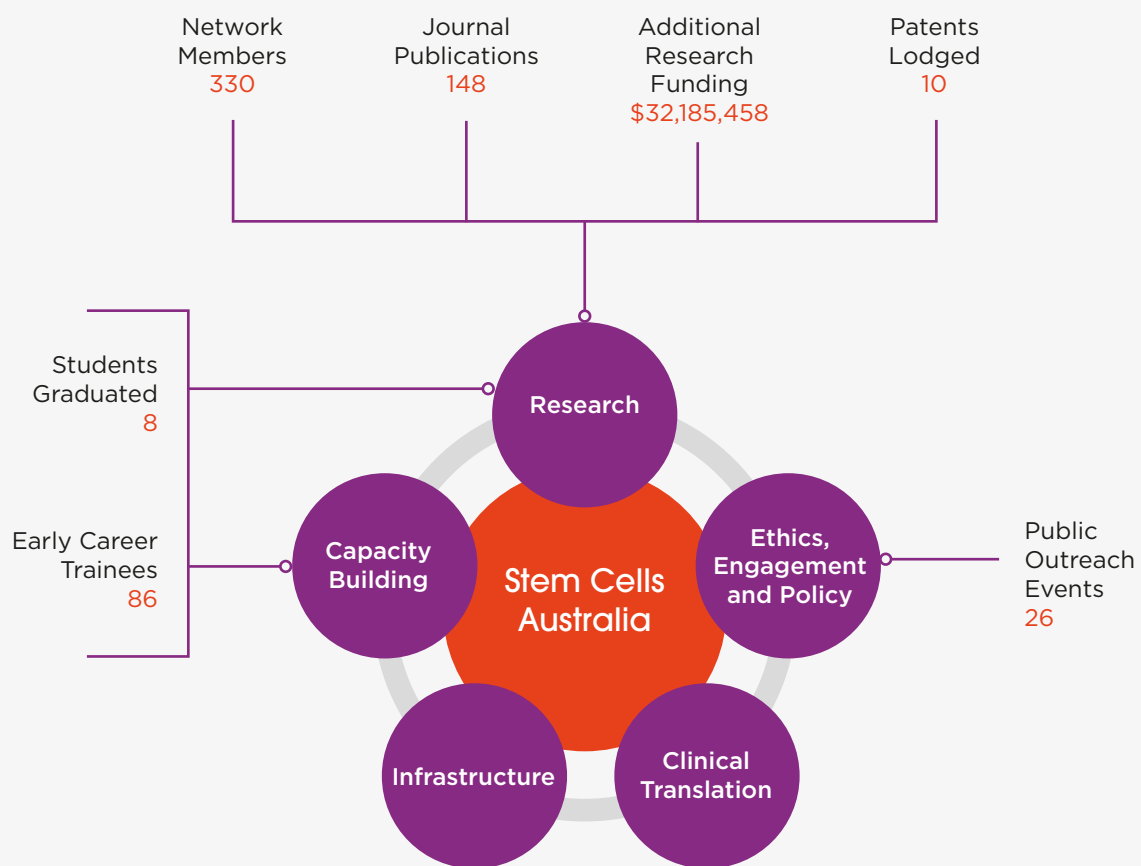 Network
Members
330
Journal
Publications
148
Additional
Research
Funding
$32,185,458
Patents
Lodged
10
Students
Graduated
8
Research
Early Career
Trainees
86
Capacity
Building
Stem Cells
Australia
Ethics,
Engagement
and Policy
Public
Outreach
Events
26
Infrastructure
Clinical
Translation